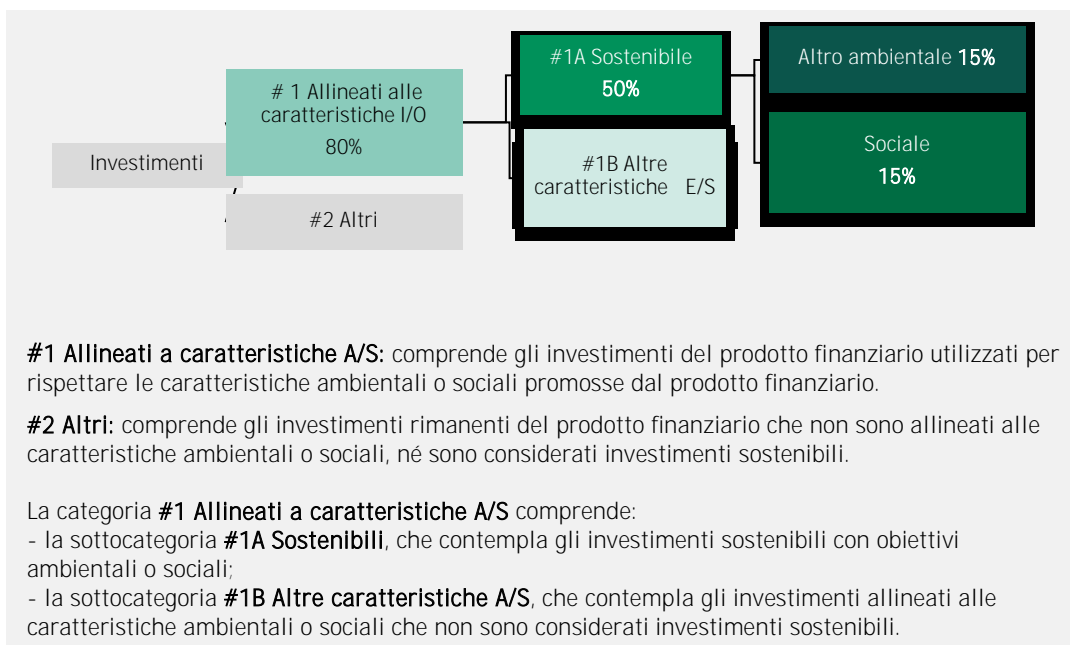 Investimenti
# 1 Allineati alle
caratteristiche I/O
80%
#2 Altri
#1A Sostenibile
50%
#1B Altre
caratteristiche E/S
Altro ambientale 15%
Sociale
15%
#1 Allineati a caratteristiche A/S: comprende gli investimenti del prodotto finanziario utilizzati per
rispettare le caratteristiche ambientali o sociali promosse dal prodotto finanziario.
#2 Altri: comprende gli investimenti rimanenti del prodotto finanziario che non sono allineati alle
caratteristiche ambientali o sociali, né sono considerati investimenti sostenibili.
La categoria #1 Allineati a caratteristiche A/S comprende:
- la sottocategoria #1A Sostenibili, che contempla gli investimenti sostenibili con obiettivi
ambientali o sociali;
- la sottocategoria #1B Altre caratteristiche A/S, che contempla gli investimenti allineati alle
caratteristiche ambientali o sociali che non sono considerati investimenti sostenibili.